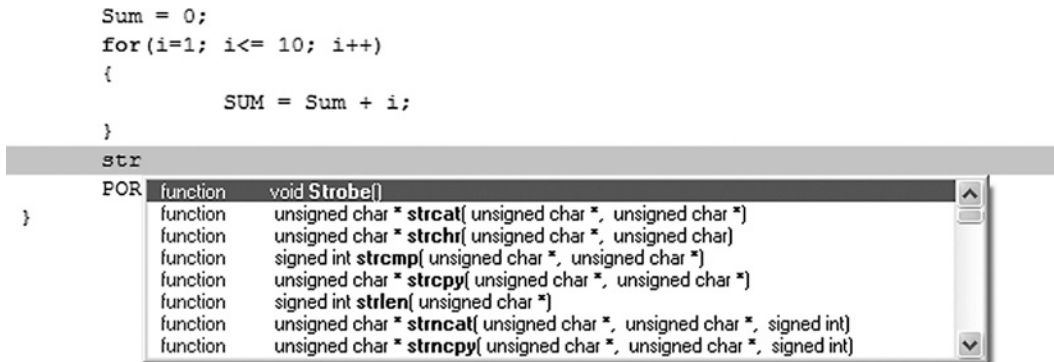 Sum = 0;
for(i=1; i<= 10; i++)
{
SUM = Sum + i;
}
str
POR
}
function void Strobe()
function unsigned char * strcat( unsigned char *, unsigned char *)
function unsigned char * strchr( unsigned char *, unsigned char)
function signed int strcmp( unsigned char *, unsigned char *)
function unsigned char * strcpy( unsigned char *, unsigned char *)
function signed int strlen( unsigned char *)
function unsigned char * strncat( unsigned char *, unsigned char *, signed int)
function unsigned char * strncpy( unsigned char *, unsigned char *, signed int)